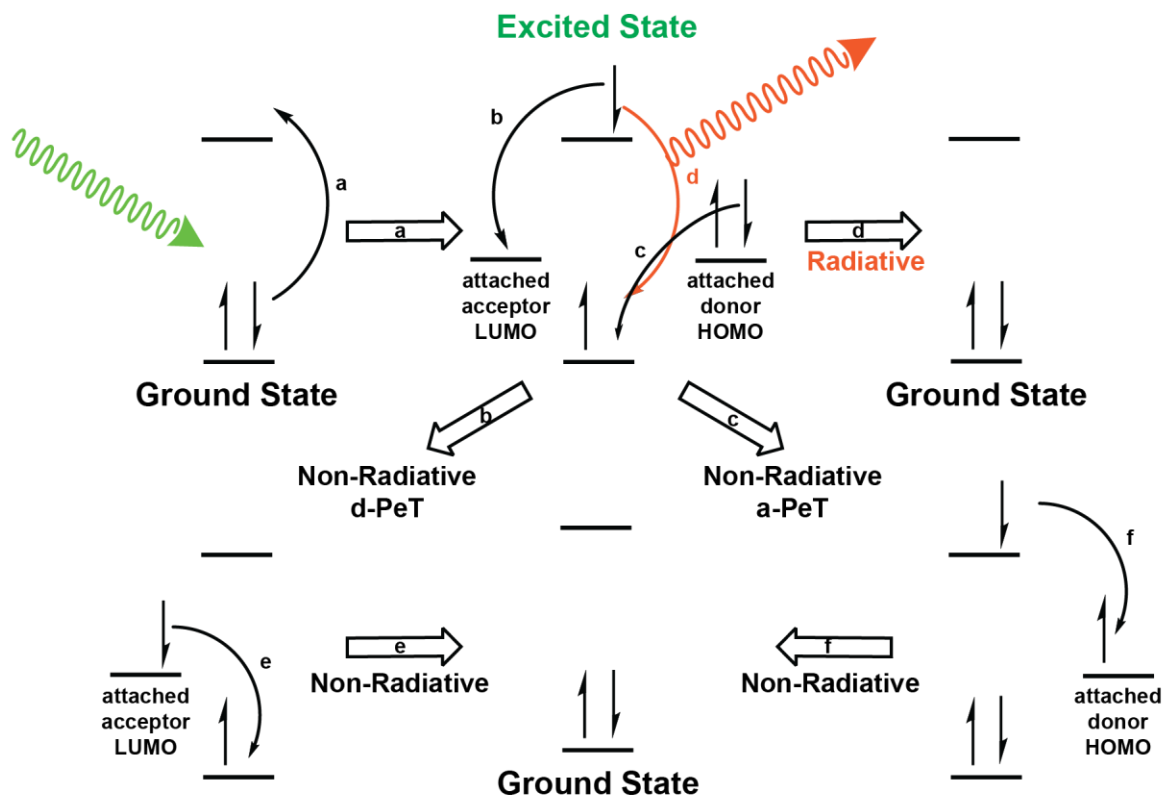 Excited State
b
a
d
a
c
d
Radiative
attached
acceptor
LUMO
attached
donor
HOMO
Ground State
Ground State
b
c
Non-Radiative
d-PeT
Non-Radiative
a-PeT
f
e
e
f
Non-Radiative
Non-Radiative
attached
acceptor
LUMO
attached
donor
HOMO
Ground State